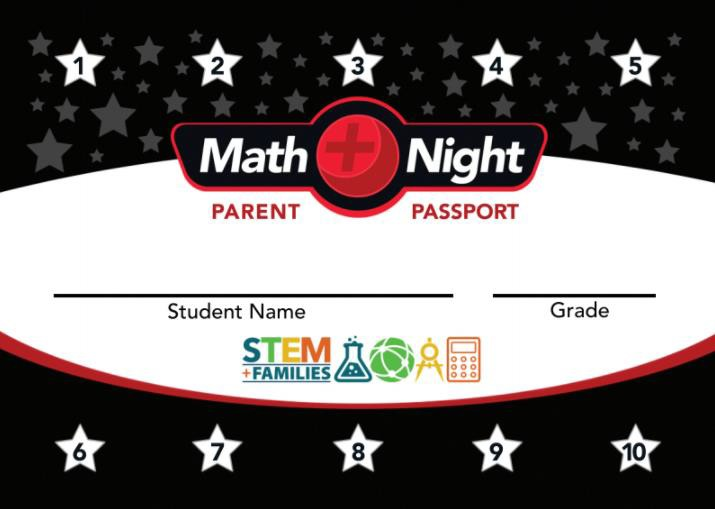 1 2 3 4 5
Math Night
PARENT PASSPORT
Student Name Grade
STEM
+FAMILIES
6 7 8 9 10